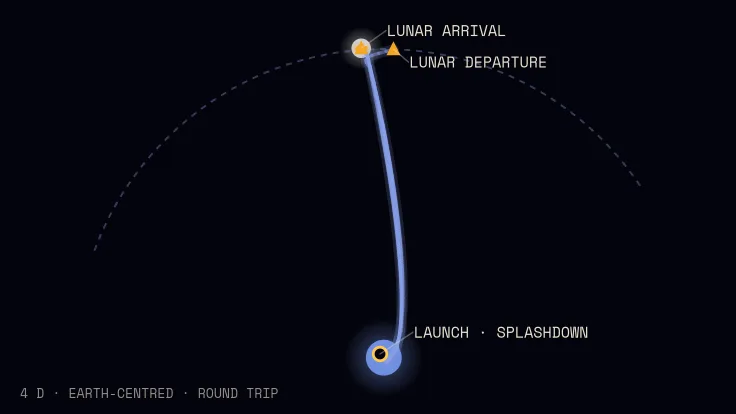 LUNAR ARRIVAL
LUNAR DEPARTURE
LAUNCH · SPLASHDOWN
4 D · EARTH-CENTRED · ROUND TRIP